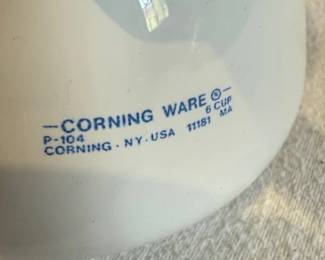 —CORNING WARE®—
P-104 6 CUP
CORNING · NY · USA 11181 MA